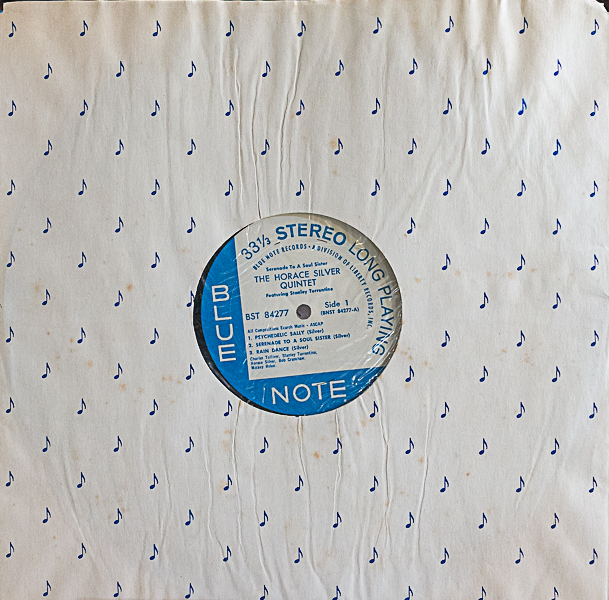 33 1/3 STEREO LONG PLAYING
BLUE NOTE RECORDS • A DIVISION OF LIBERTY RECORDS, INC.
Serenade To A Soul Sister
THE HORACE SILVER
QUINTET
Featuring Stanley Turrentine
BST 84277
Side 1
(BNST 84277-A)
All Compositions Ecaroh Music - ASCAP
1. PSYCHEDELIC SALLY (Silver)
2. SERENADE TO A SOUL SISTER (Silver)
3. RAIN DANCE (Silver)
Charles Tolliver, Stanley Turrentine,
Horace Silver, Bob Cranshaw,
Mickey Roker.
BLUE
NOTE